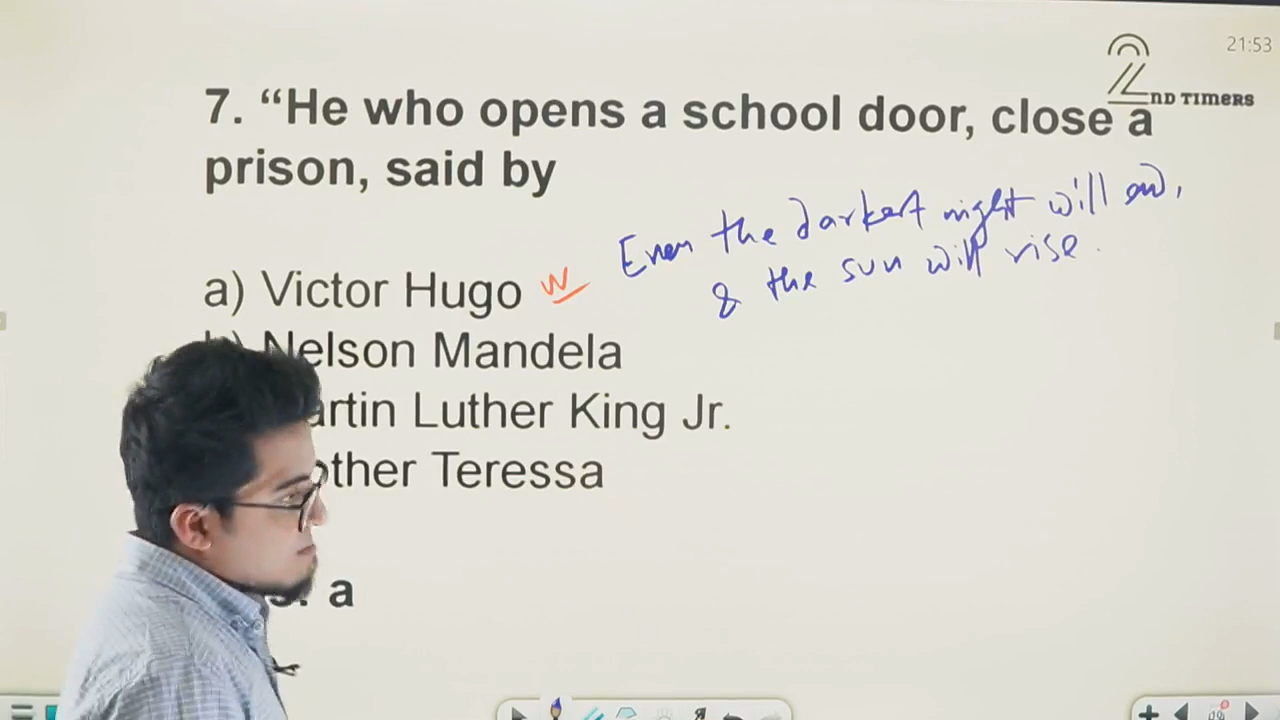 21:53
2
ND TIMERS
7. “He who opens a school door, close a
prison, said by
Even the darkest night will end,
& the sun will rise.
a) Victor Hugo
b) Nelson Mandela
artin Luther King Jr.
other Teressa
s: a